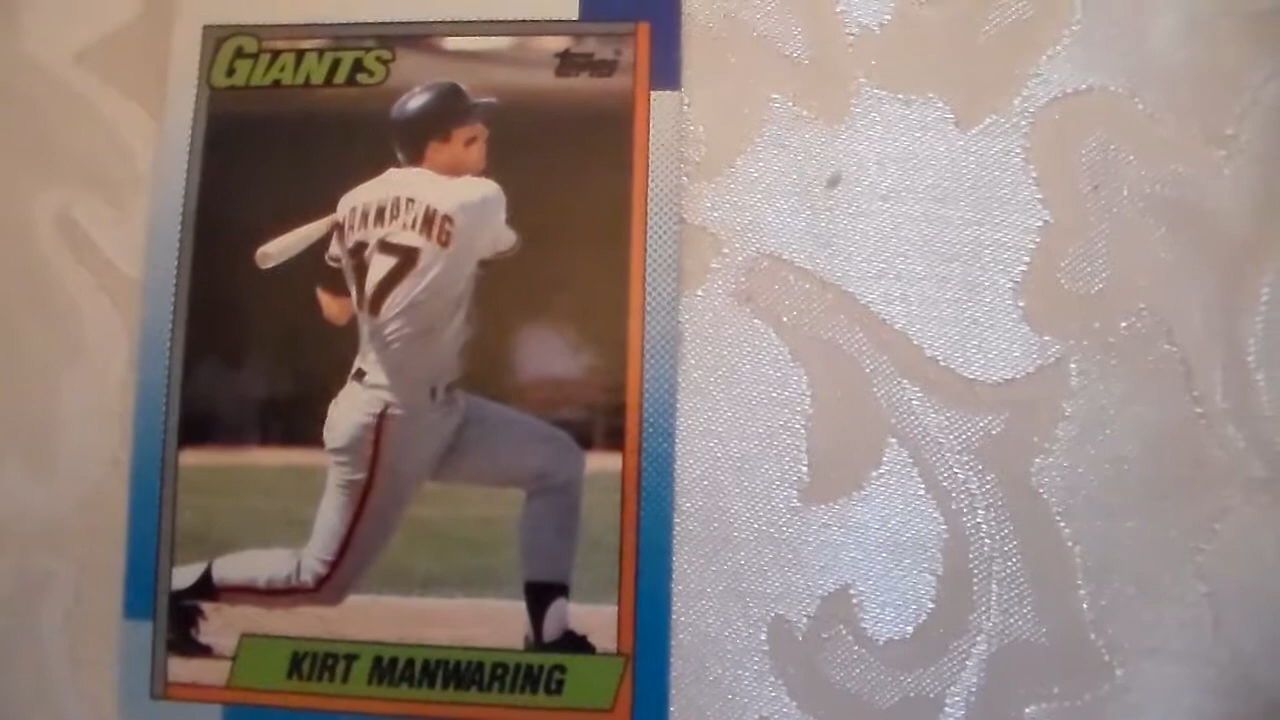 GIANTS
Topps
MANWARING
17
KIRT MANWARING